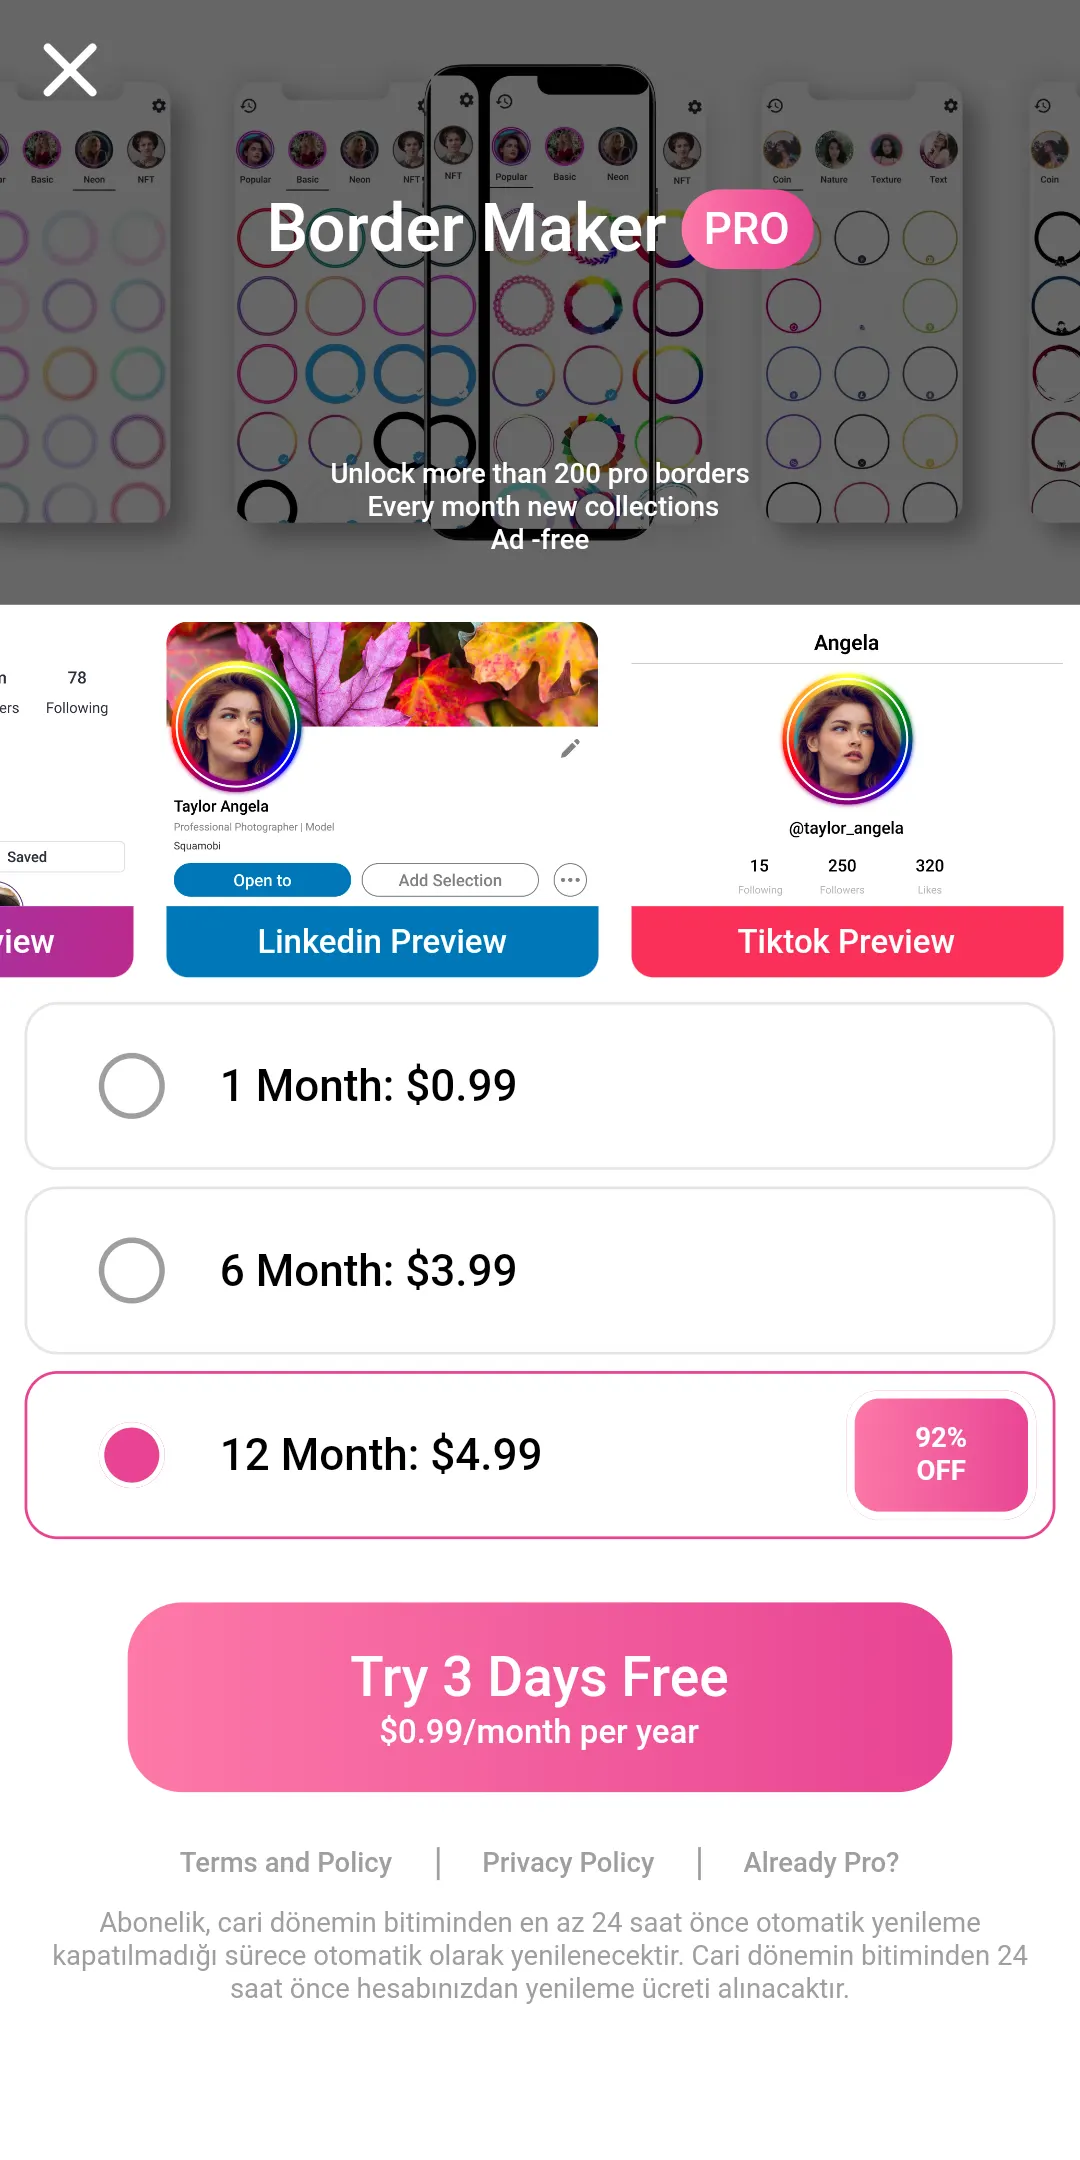 Popular Basic Neon NFT
Basic Neon NFT
NFT
Popular Basic Neon NFT
Coin Nature Texture Text
Coin
Border Maker PRO
Unlock more than 200 pro borders
Every month new collections
Ad -free
78
ers Following
Saved
view
Taylor Angela
Professional Photographer | Model
Squamobi
Open to Add Selection
Linkedin Preview
Angela
@taylor_angela
15 250 320
Following Followers Likes
Tiktok Preview
1 Month: $0.99
6 Month: $3.99
12 Month: $4.99
92%
OFF
Try 3 Days Free
$0.99/month per year
Terms and Policy | Privacy Policy | Already Pro?
Abonelik, cari dönemin bitiminden en az 24 saat önce otomatik yenileme
kapatılmadığı sürece otomatik olarak yenilenecektir. Cari dönemin bitiminden 24
saat önce hesabınızdan yenileme ücreti alınacaktır.